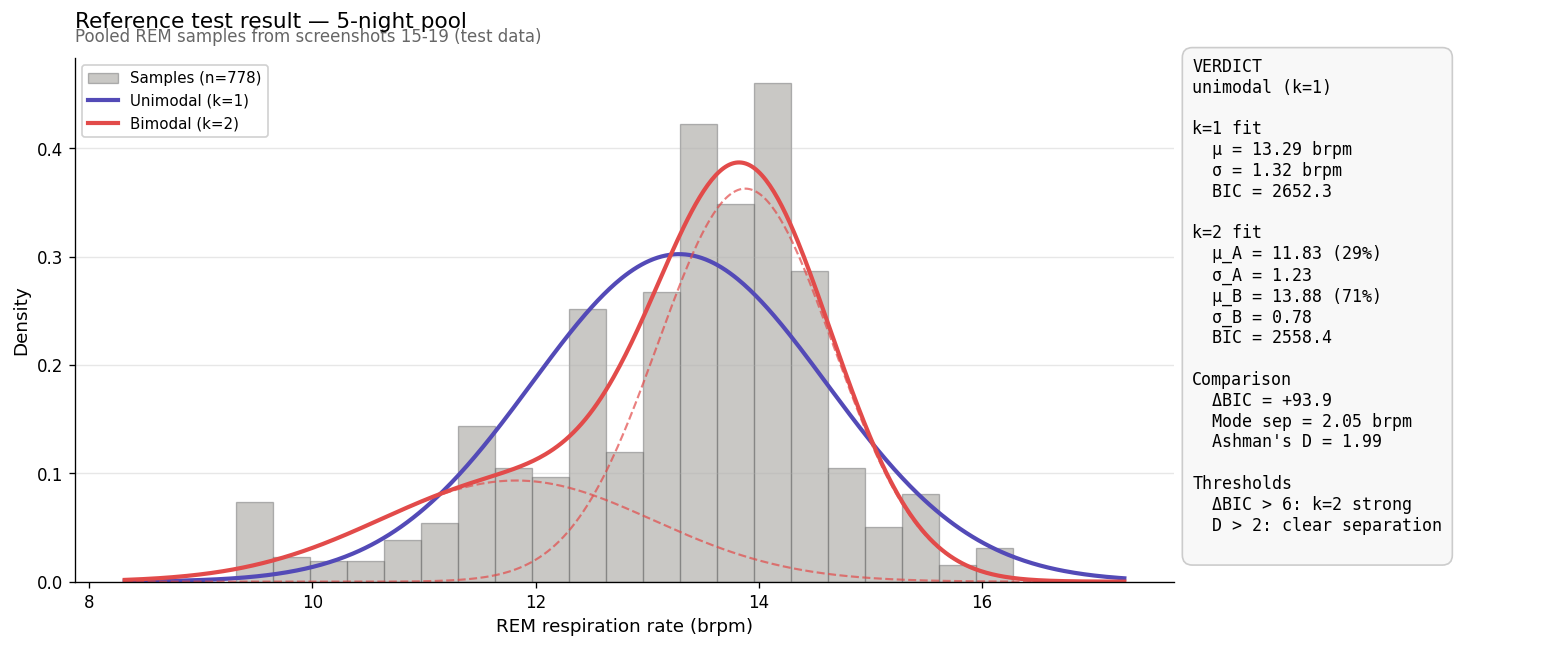 Reference test result — 5-night pool
Pooled REM samples from screenshots 15-19 (test data)
Samples (n=778)
Unimodal (k=1)
Bimodal (k=2)
Density
0.4
0.3
0.2
0.1
0.0
8
10
12
14
16
REM respiration rate (brpm)
VERDICT
unimodal (k=1)
k=1 fit
μ = 13.29 brpm
σ = 1.32 brpm
BIC = 2652.3
k=2 fit
μ_A = 11.83 (29%)
σ_A = 1.23
μ_B = 13.88 (71%)
σ_B = 0.78
BIC = 2558.4
Comparison
ΔBIC = +93.9
Mode sep = 2.05 brpm
Ashman's D = 1.99
Thresholds
ΔBIC > 6: k=2 strong
D > 2: clear separation